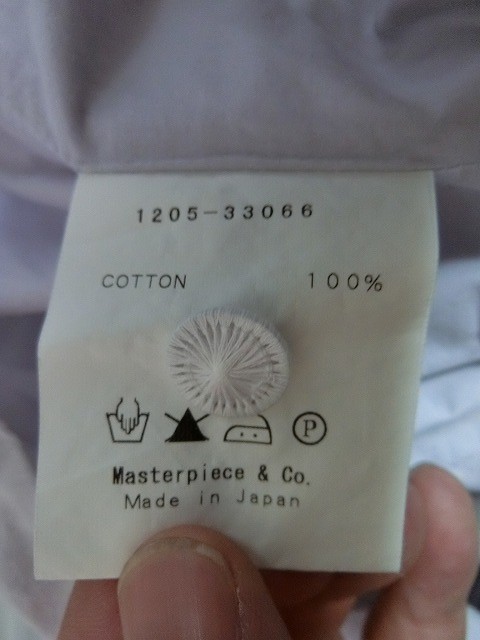 1205-33066
COTTON 100%
P
Masterpiece & Co.
Made in Japan